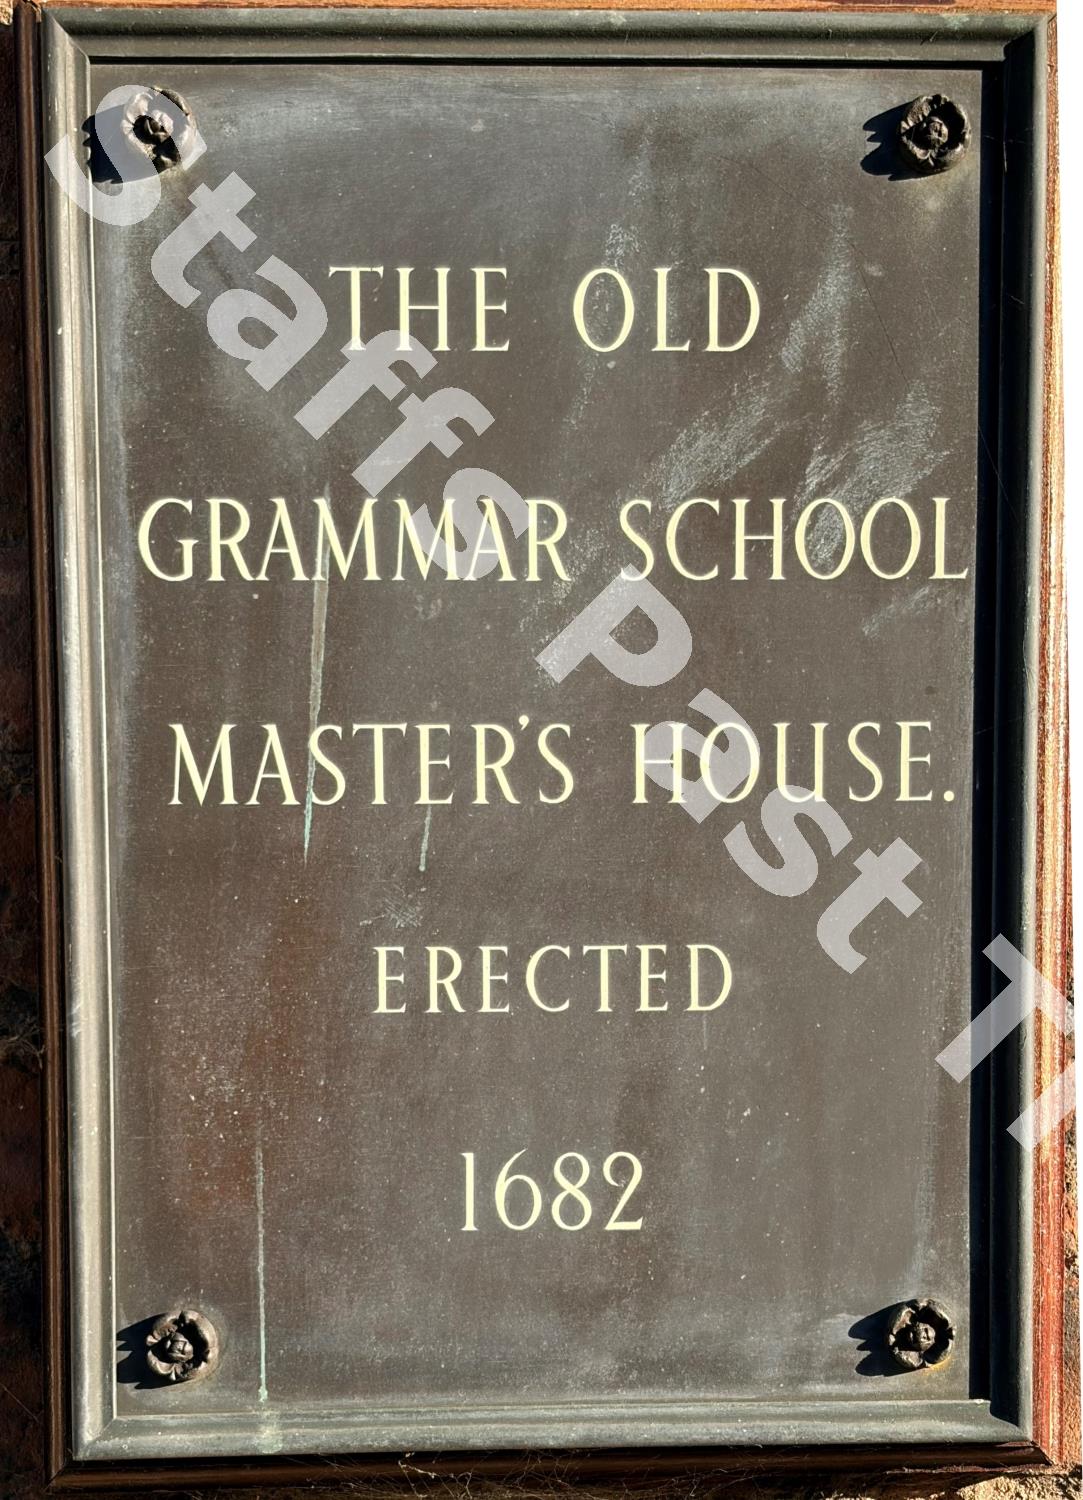 THE OLD
GRAMMAR SCHOOL
MASTER'S HOUSE.
ERECTED
1682
Staffs Past